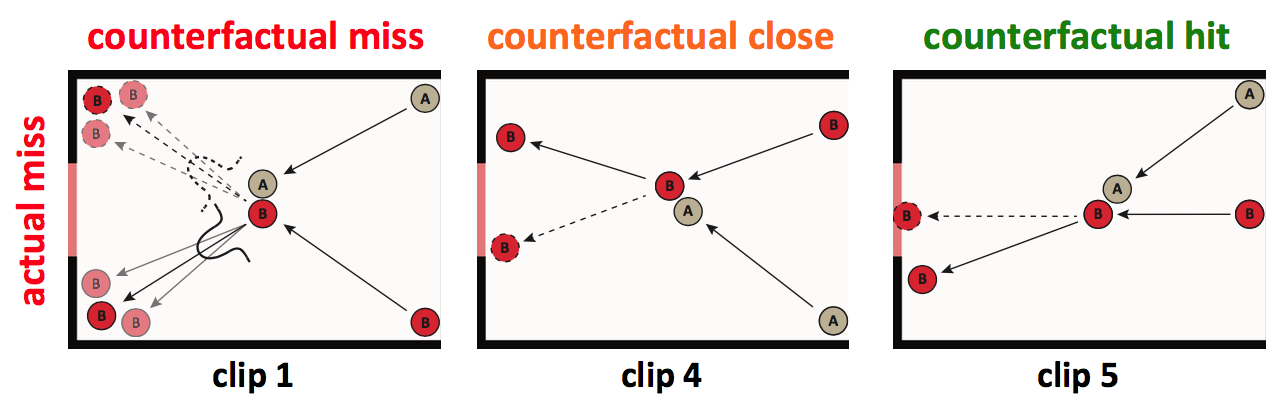 counterfactual miss
counterfactual close
counterfactual hit
actual miss
B
B
B
A
A
B
B
B
B
B
B
B
B
A
B
A
A
A
B
B
B
B
clip 1
clip 4
clip 5